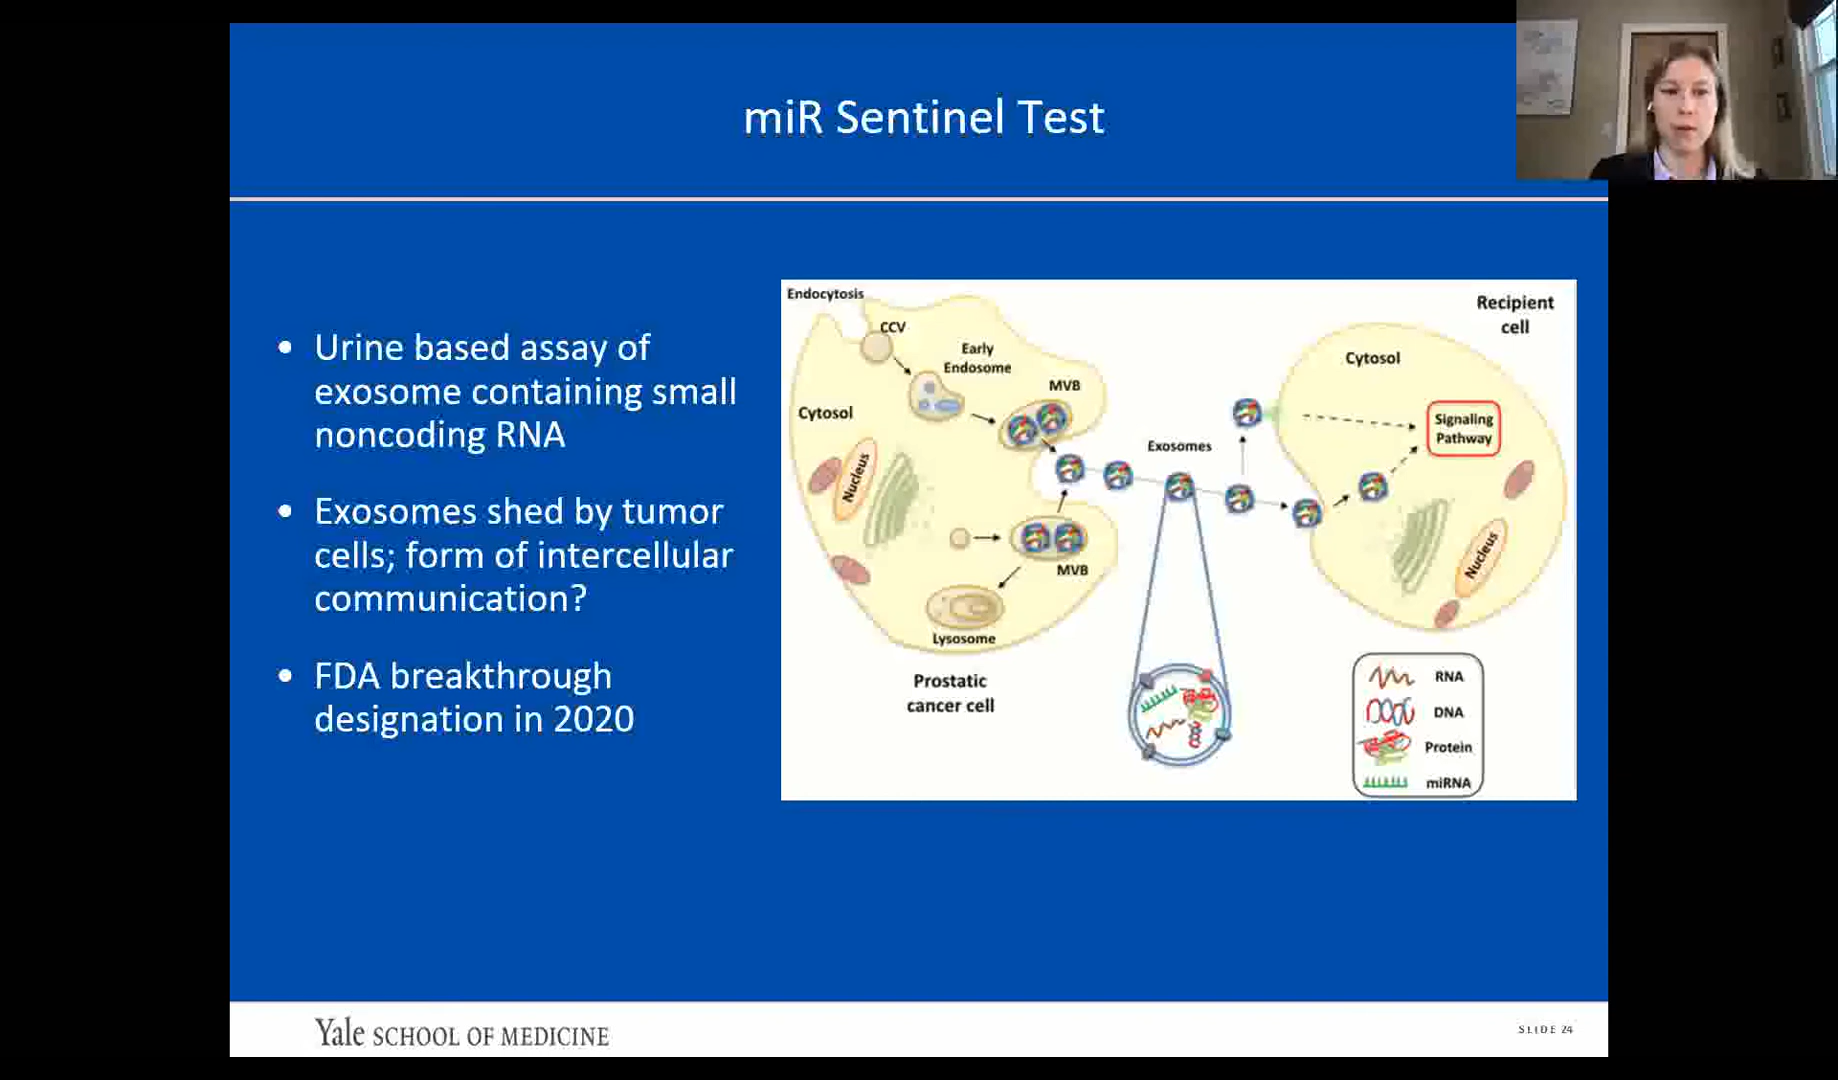 miR Sentinel Test
• Urine based assay of
exosome containing small
noncoding RNA
• Exosomes shed by tumor
cells; form of intercellular
communication?
• FDA breakthrough
designation in 2020
Endocytosis
CCV
Early
Endosome
MVB
Cytosol
Nucleus
MVB
Lysosome
Prostatic
cancer cell
Exosomes
Recipient
cell
Cytosol
Signaling
Pathway
Nucleus
RNA
DNA
Protein
miRNA
Yale SCHOOL OF MEDICINE
SLIDE 24